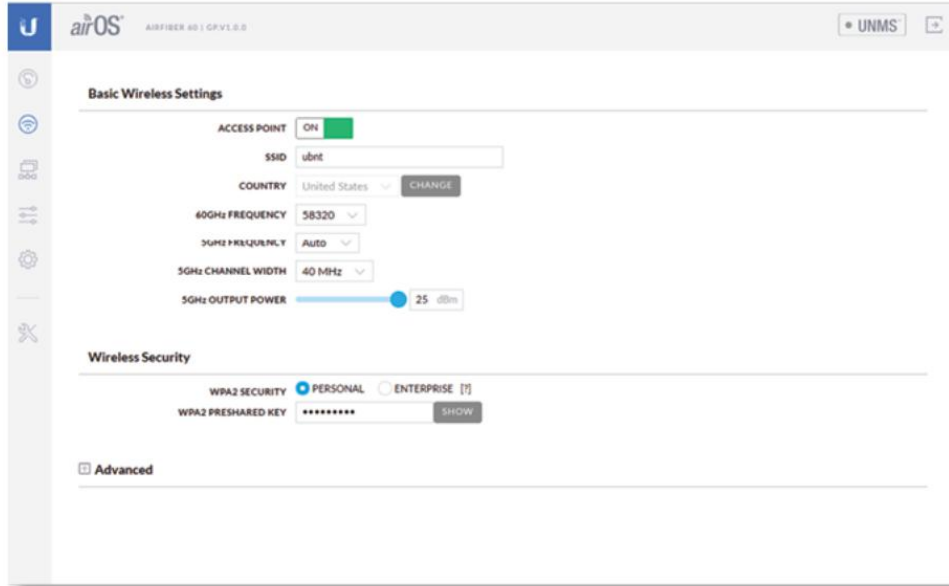 U airOS® AIRFIBER 60 | GP.V1.0.0 UNMS™
Basic Wireless Settings
ACCESS POINT ON
SSID ubnt
COUNTRY United States CHANGE
60GHz FREQUENCY 58320
5GHz FREQUENCY Auto
5GHz CHANNEL WIDTH 40 MHz
5GHz OUTPUT POWER 25 dBm
Wireless Security
WPA2 SECURITY PERSONAL ENTERPRISE [?]
WPA2 PRESHARED KEY ••••••••• SHOW
Advanced